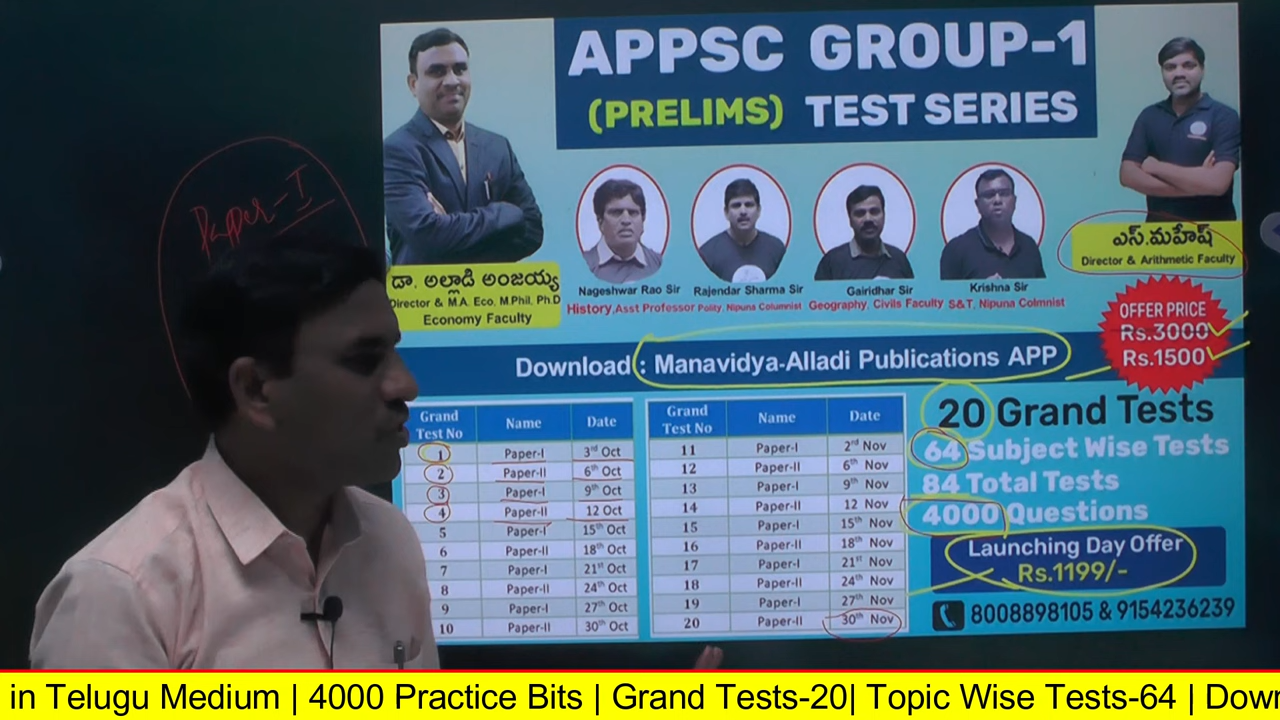 APPSC GROUP-1
(PRELIMS) TEST SERIES
Paper-I
డా. అల్లాడి అంజయ్య
Director & M.A. Eco. M.Phil, Ph.D
Economy Faculty
Nageshwar Rao Sir
History,Asst Professor
Rajendar Sharma Sir
Polity, Nipuna Columnist
Gairidhar Sir
Geography, Civils Faculty
Krishna Sir
S&T, Nipuna Colmnist
ఎస్.మహేష్
Director & Arithmetic Faculty
OFFER PRICE
Rs.3000
Rs.1500
Download : Manavidya-Alladi Publications APP
Grand Test No Name Date
1 Paper-I 3rd Oct
2 Paper-II 6th Oct
3 Paper-I 9th Oct
4 Paper-II 12 Oct
5 Paper-I 15th Oct
6 Paper-II 18th Oct
7 Paper-I 21st Oct
8 Paper-II 24th Oct
9 Paper-I 27th Oct
10 Paper-II 30th Oct
Grand Test No Name Date
11 Paper-I 2rd Nov
12 Paper-II 6th Nov
13 Paper-I 9th Nov
14 Paper-II 12 Nov
15 Paper-I 15th Nov
16 Paper-II 18th Nov
17 Paper-I 21st Nov
18 Paper-II 24th Nov
19 Paper-I 27th Nov
20 Paper-II 30th Nov
20 Grand Tests
64 Subject Wise Tests
84 Total Tests
4000 Questions
Launching Day Offer
Rs.1199/-
8008898105 & 9154236239
in Telugu Medium | 4000 Practice Bits | Grand Tests-20| Topic Wise Tests-64 | Down